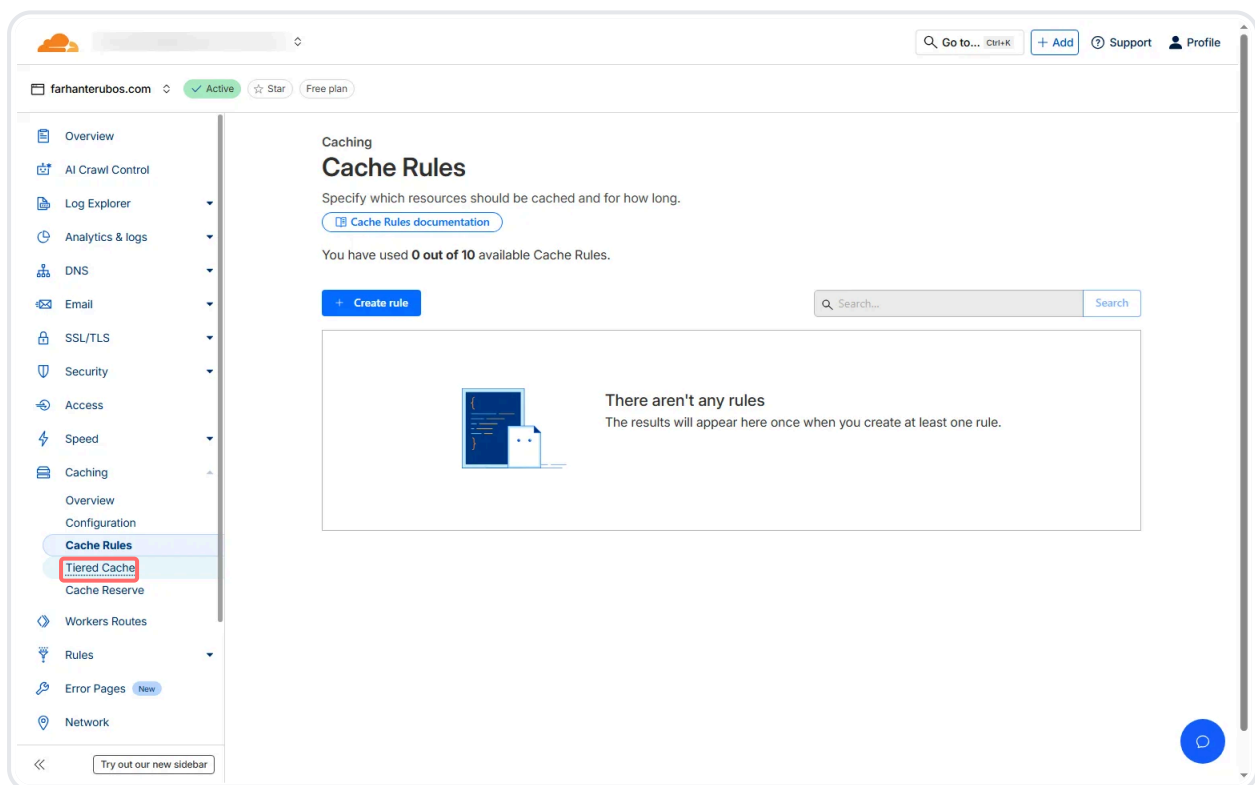 Go to... Ctrl+K
+ Add
Support
Profile
farhanterubos.com
Active
Star
Free plan
Overview
AI Crawl Control
Log Explorer
Analytics & logs
DNS
Email
SSL/TLS
Security
Access
Speed
Caching
Overview
Configuration
Cache Rules
Tiered Cache
Cache Reserve
Workers Routes
Rules
Error Pages New
Network
Try out our new sidebar
Caching
Cache Rules
Specify which resources should be cached and for how long.
Cache Rules documentation
You have used 0 out of 10 available Cache Rules.
+ Create rule
Search...
Search
There aren't any rules
The results will appear here once when you create at least one rule.